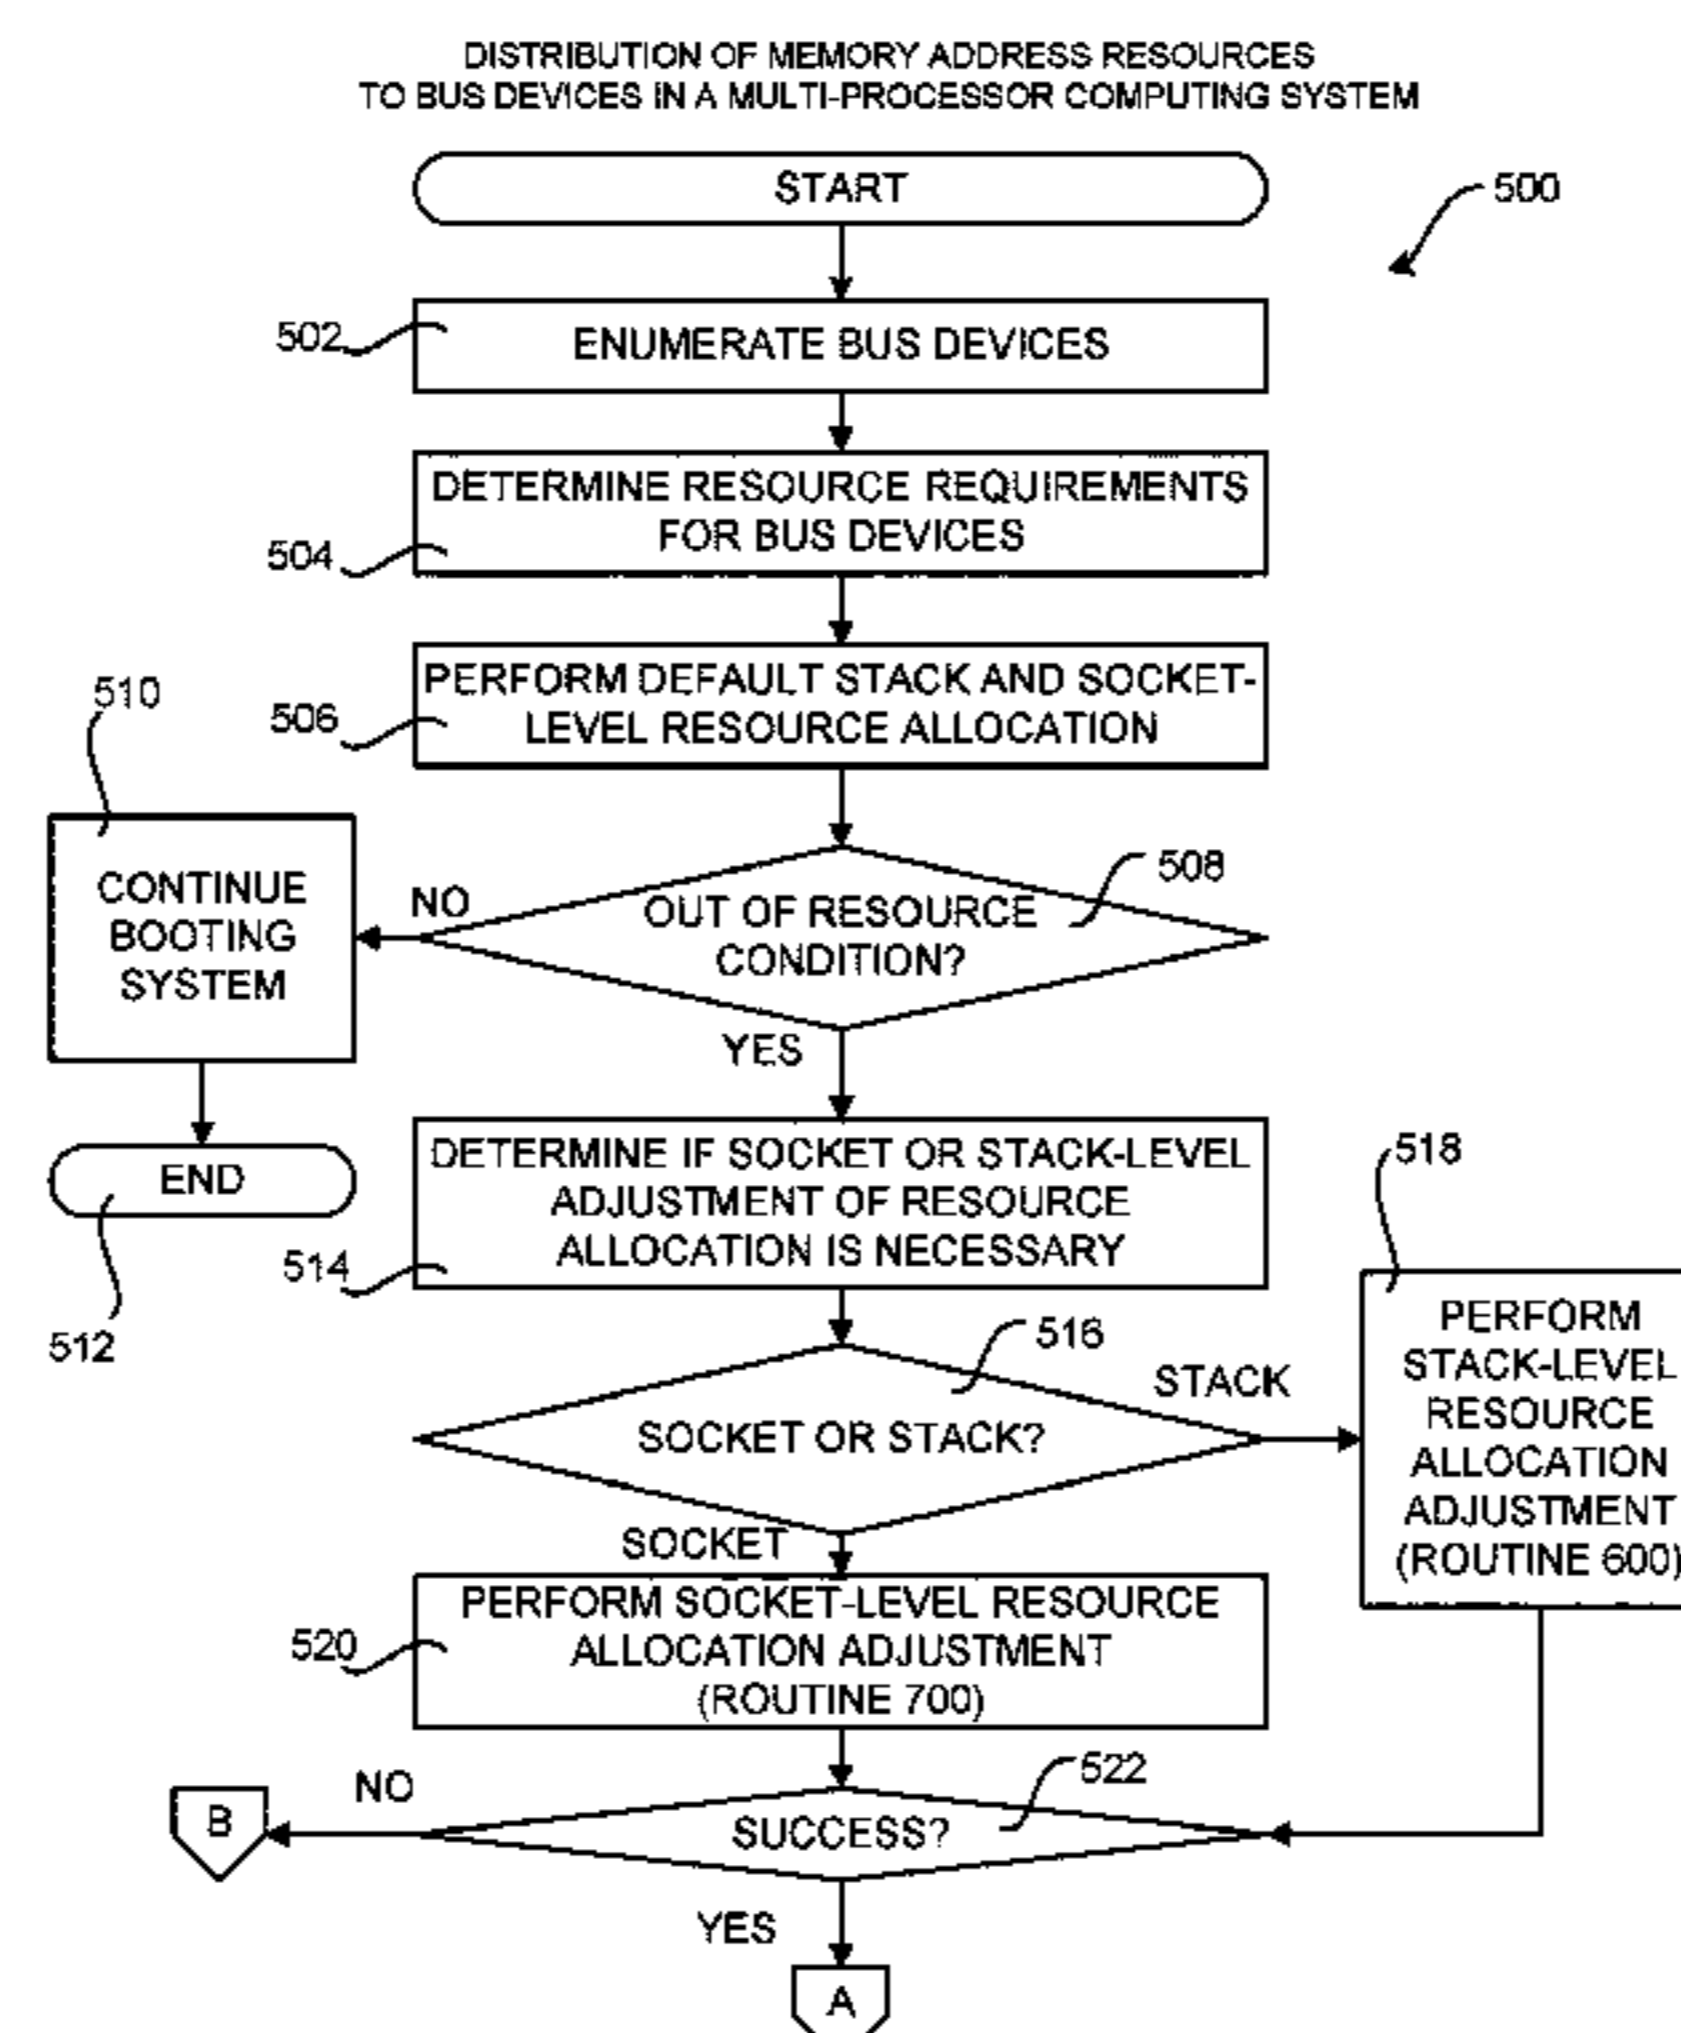 DISTRIBUTION OF MEMORY ADDRESS RESOURCES
TO BUS DEVICES IN A MULTI-PROCESSOR COMPUTING SYSTEM
START
500
502
ENUMERATE BUS DEVICES
504
DETERMINE RESOURCE REQUIREMENTS
FOR BUS DEVICES
506
PERFORM DEFAULT STACK AND SOCKET-
LEVEL RESOURCE ALLOCATION
510
CONTINUE
BOOTING
SYSTEM
NO
OUT OF RESOURCE
CONDITION?
508
YES
END
512
514
DETERMINE IF SOCKET OR STACK-LEVEL
ADJUSTMENT OF RESOURCE
ALLOCATION IS NECESSARY
516
SOCKET OR STACK?
STACK
518
PERFORM
STACK-LEVEL
RESOURCE
ALLOCATION
ADJUSTMENT
(ROUTINE 600)
SOCKET
520
PERFORM SOCKET-LEVEL RESOURCE
ALLOCATION ADJUSTMENT
(ROUTINE 700)
522
SUCCESS?
NO
B
YES
A